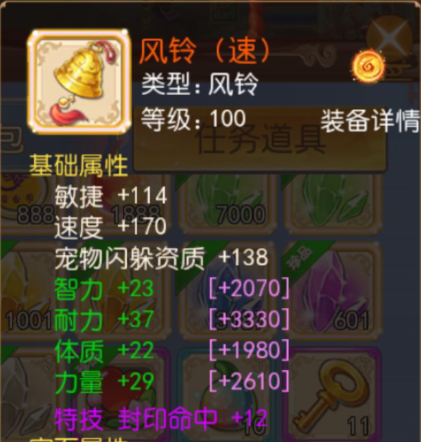 风铃（速）
类型:风铃
等级:100
装备详情
任务道具
包
基础属性
敏捷 +114
速度 +170
宠物闪躲资质 +138
智力 +23 [+2070]
耐力 +37 [+3330]
体质 +22 [+1980]
力量 +29 [+2610]
特技 封印命中 +12
888
7000
1001
601
11